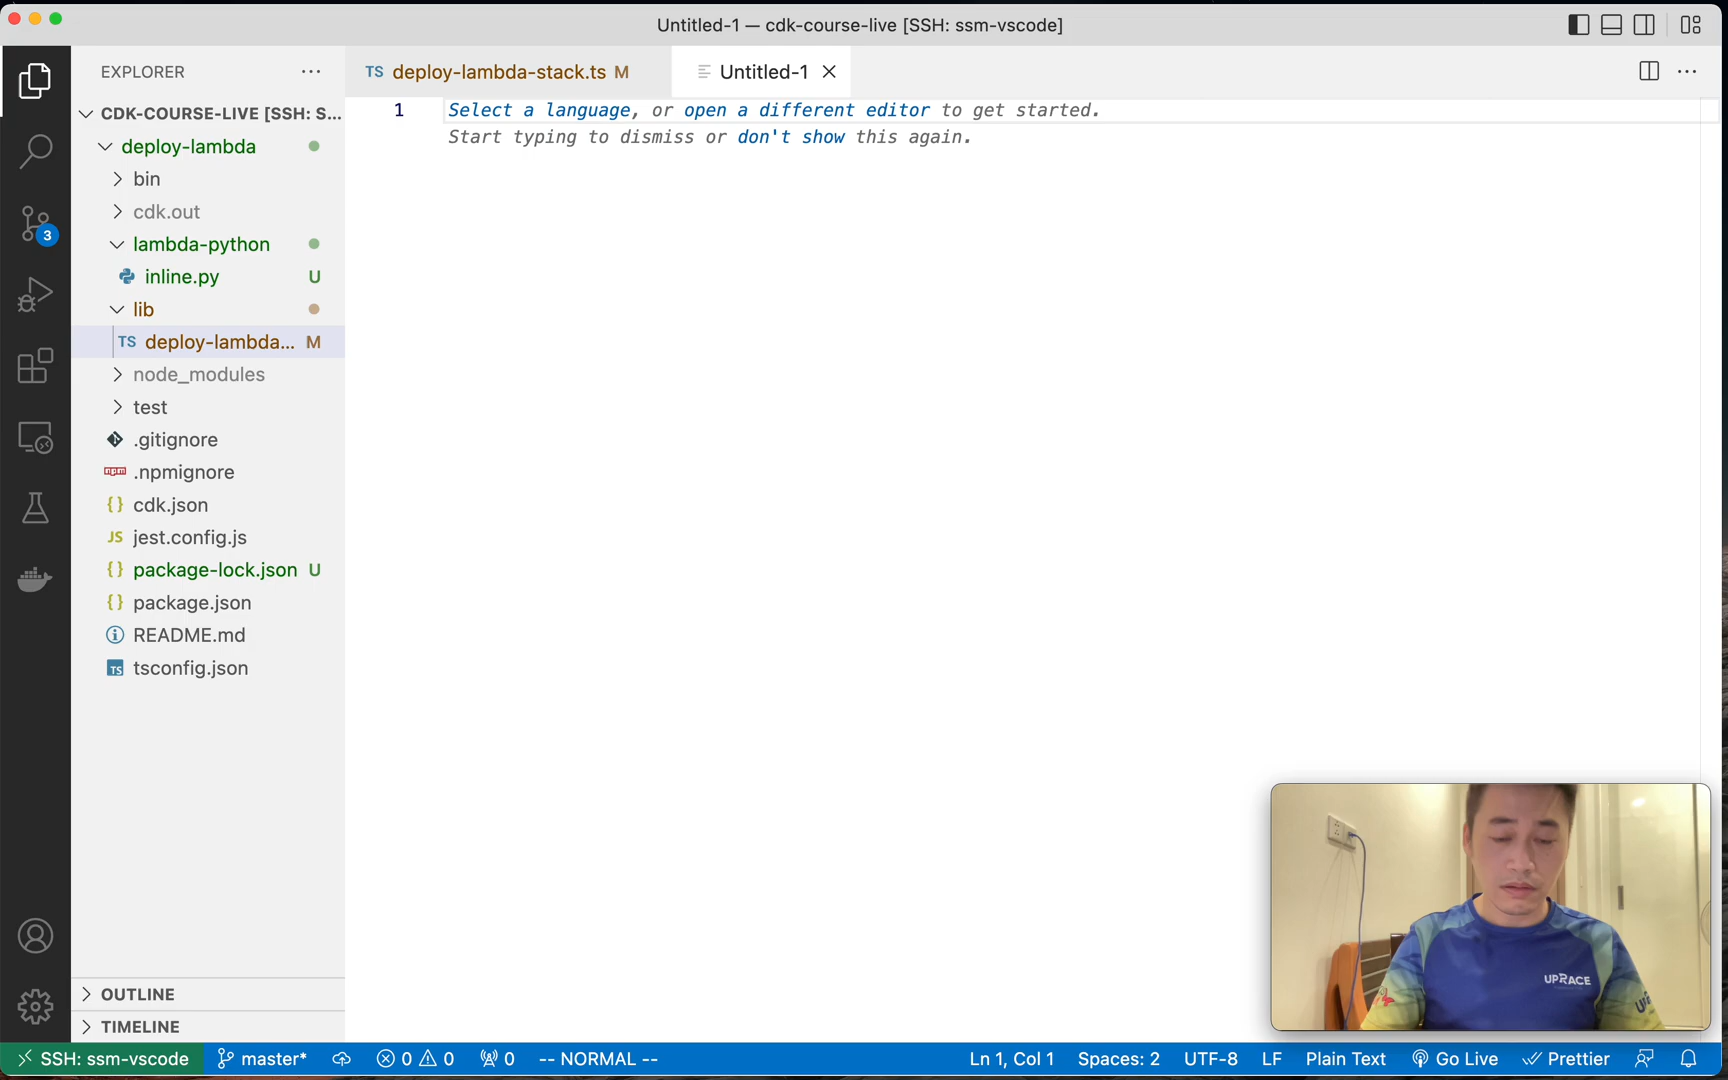 Untitled-1 — cdk-course-live [SSH: ssm-vscode]
EXPLORER
TS deploy-lambda-stack.ts M
Untitled-1
CDK-COURSE-LIVE [SSH: S...
deploy-lambda
bin
cdk.out
lambda-python
inline.py U
lib
TS deploy-lambda... M
node_modules
test
.gitignore
.npmignore
{} cdk.json
JS jest.config.js
{} package-lock.json U
{} package.json
README.md
TS tsconfig.json
OUTLINE
TIMELINE
3
1 Select a language, or open a different editor to get started.
Start typing to dismiss or don't show this again.
UPRACE
SSH: ssm-vscode master* 0 0 0 -- NORMAL -- Ln 1, Col 1 Spaces: 2 UTF-8 LF Plain Text Go Live Prettier